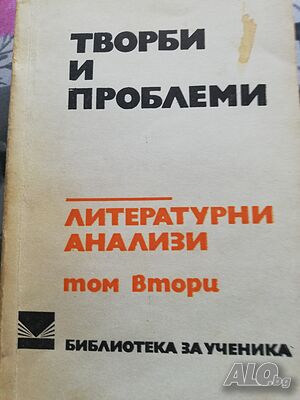 ТВОРБИ
И
ПРОБЛЕМИ
ЛИТЕРАТУРНИ
АНАЛИЗИ
том втори
БИБЛИОТЕКА ЗА УЧЕНИКА
ALO.bg